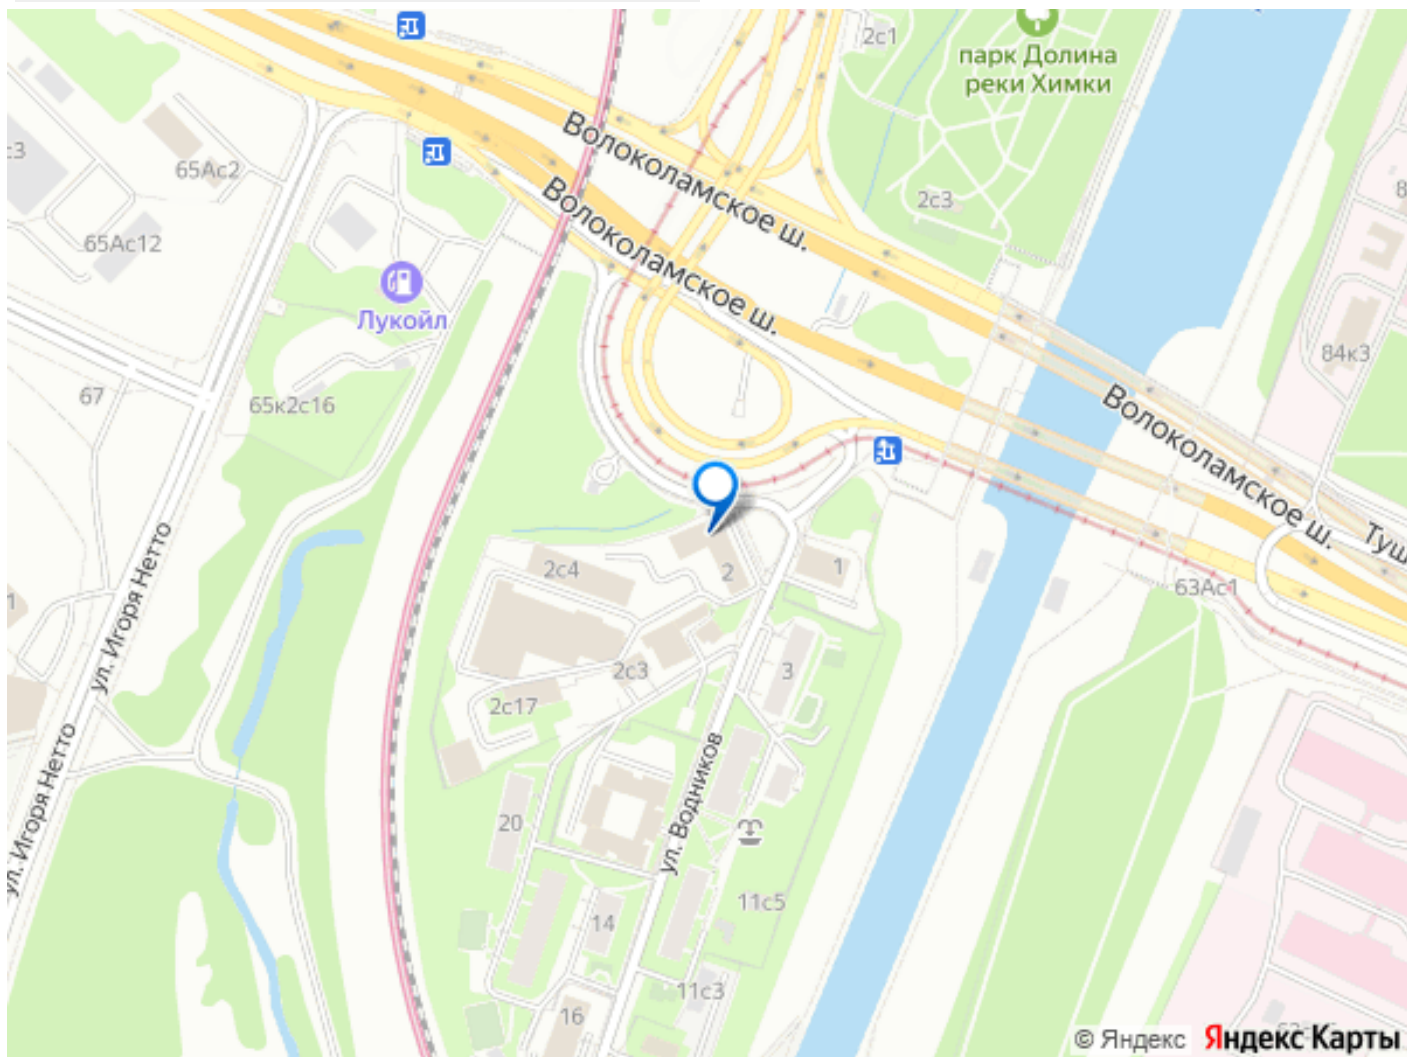 2с1
парк Долина
реки Химки
Волоколамское ш.
65Ас2
Волоколамское ш.
2с3
65Ас12
Лукойл
84к3
67
65к2с16
Волоколамское ш.
Туш
2с4
2
1
63Ас1
ул. Игоря Нетто
2с3
3
2с17
ул. Игоря Нетто
ул. Водников
20
11с5
14
11с3
16
© Яндекс Яндекс Карты